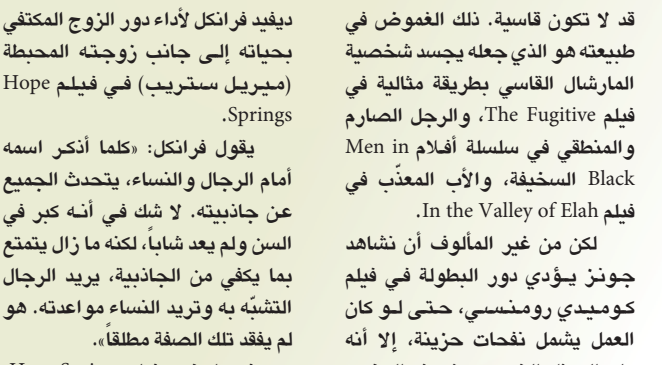 قد لا تكون قاسية. ذلك الغموض في
طبيعته هو الذي جعله يجسد شخصية
المارشال القاسي بطريقة مثالية في
فيلم The Fugitive، والرجل الصارم
والمنطقي في سلسلة أفلام Men in
Black السخيفة، والأب المعذّب في
فيلم In the Valley of Elah.
لكن من غير المألوف أن نشاهد
جونز يؤدي دور البطولة في فيلم
كوميدي رومنسي، حتى لو كان
العمل يشمل نفحات حزينة، إلا أنه
ديفيد فرانكل لأداء دور الزوج المكتفي
بحياته إلى جانب زوجته المحبطة
(ميريل ستريب) في فيلم Hope
Springs.
يقول فرانكل: «كلما أذكر اسمه
أمام الرجال والنساء، يتحدث الجميع
عن جاذبيته. لا شك في أنه كبر في
السن ولم يعد شاباً، لكنه ما زال يتمتع
بما يكفي من الجاذبية، يريد الرجال
التشبّه به وتريد النساء مواعدته. هو
لم يفقد تلك الصفة مطلقاً».